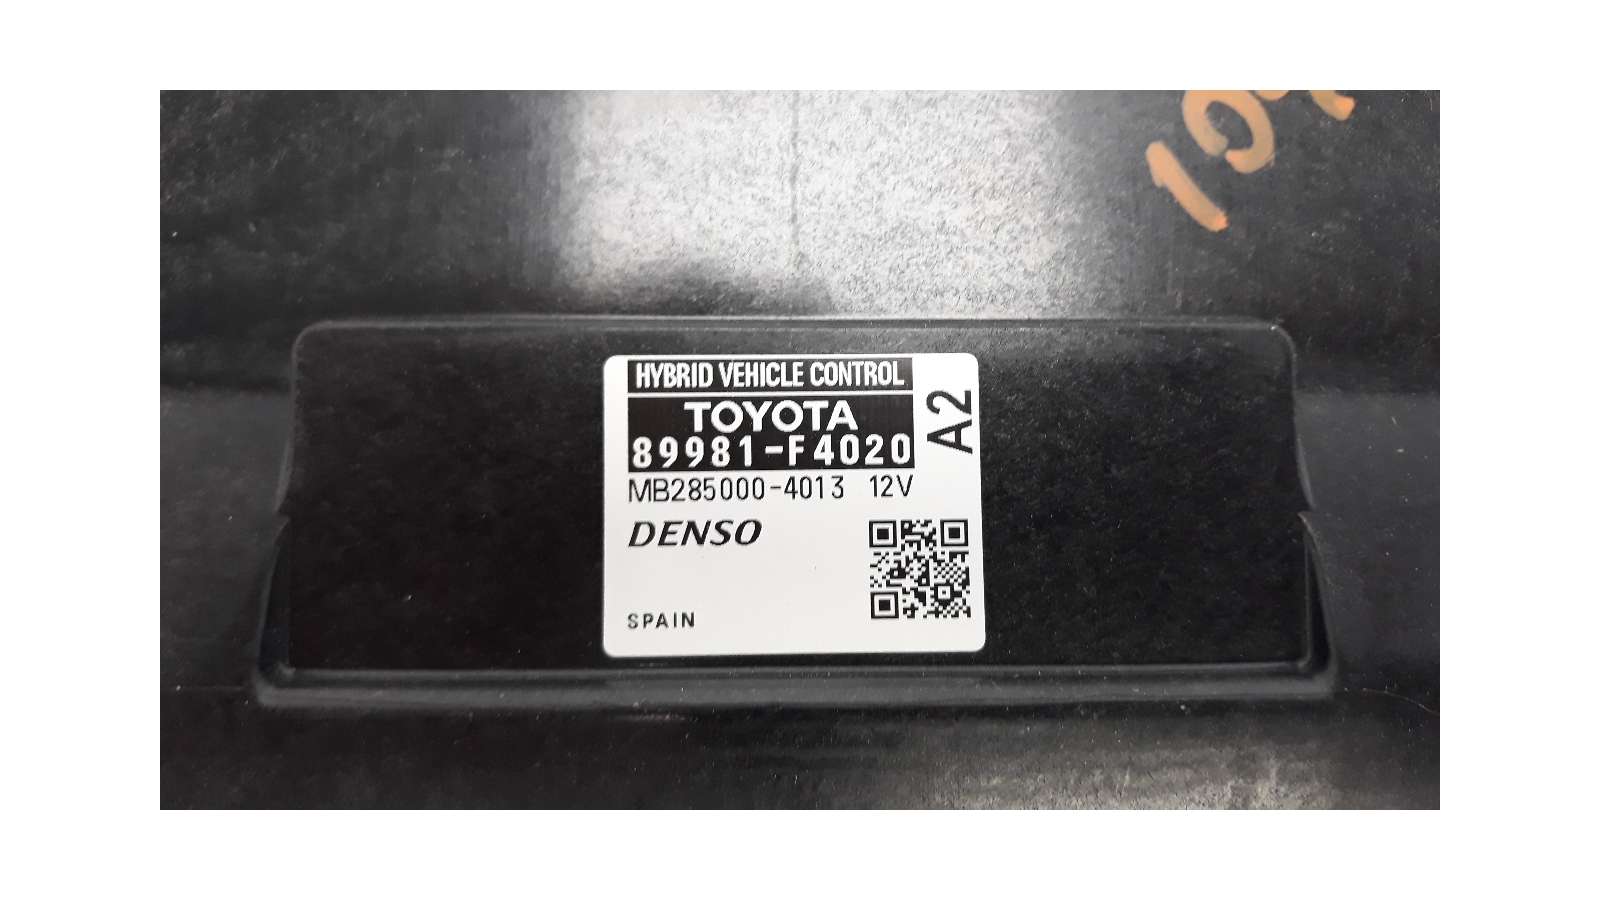 HYBRID VEHICLE CONTROL
TOYOTA
89981-F4020
A2
MB285000-4013 12V
DENSO
SPAIN